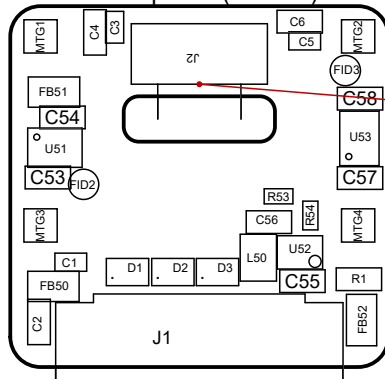 MTG1
C4
C3
J2
C6
C5
MTG2
FID3
FB51
C58
C54
U51
U53
C53
FID2
C57
R53
MTG3
C56
R54
MTG4
L50
U52
C1
D1
D2
D3
FB50
C55
R1
C2
J1
FB52